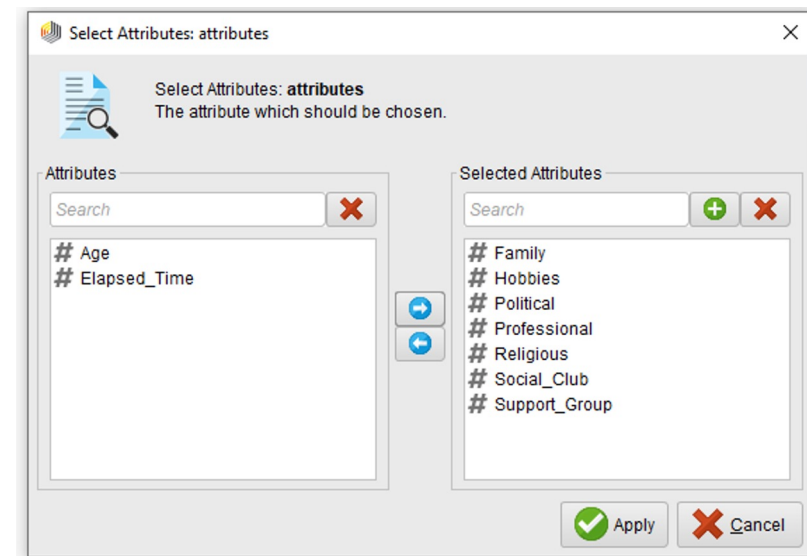 Select Attributes: attributes
Select Attributes: attributes
The attribute which should be chosen.
Attributes
Search
# Age
# Elapsed_Time
Selected Attributes
Search
# Family
# Hobbies
# Political
# Professional
# Religious
# Social_Club
# Support_Group
Apply
Cancel